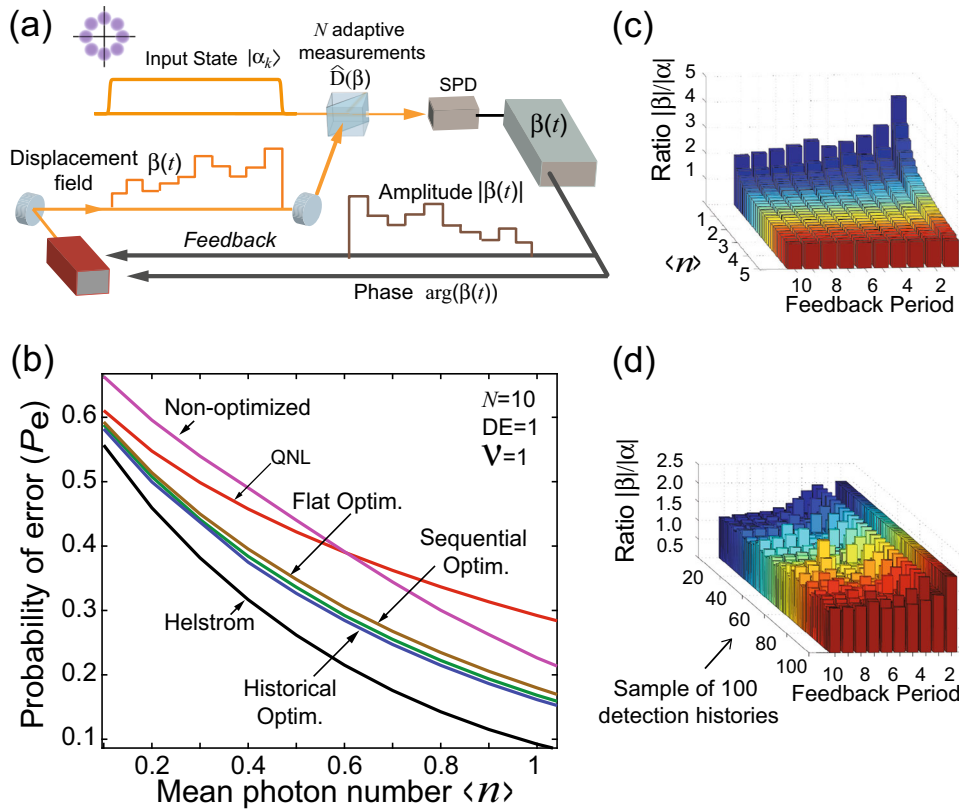 (a)
Input State |αₖ⟩
N adaptive
measurements
D̂(β)
SPD
β(t)
Displacement
field
β(t)
Amplitude |β(t)|
Feedback
Phase arg(β(t))
(b)
Probability of error (Pe)
0.6
0.5
0.4
0.3
0.2
0.1
Non-optimized
QNL
Flat Optim.
Sequential
Optim.
Helstrom
Historical
Optim.
N=10
DE=1
ν=1
0.2 0.4 0.6 0.8 1
Mean photon number ⟨n⟩
(c)
Ratio |β|/|α|
5
4
3
2
1
1
2
3
4
5
⟨n⟩
10 8 6 4 2
Feedback Period
(d)
Ratio |β|/|α|
2.5
2.0
1.5
1.0
0.5
20
40
60
80
100
10 8 6 4 2
Feedback Period
Sample of 100
detection histories